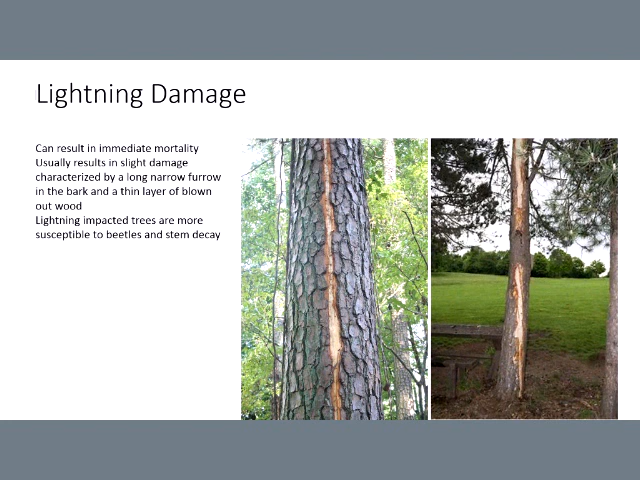 Lightning Damage
Can result in immediate mortality
Usually results in slight damage
characterized by a long narrow furrow
in the bark and a thin layer of blown
out wood
Lightning impacted trees are more
susceptible to beetles and stem decay